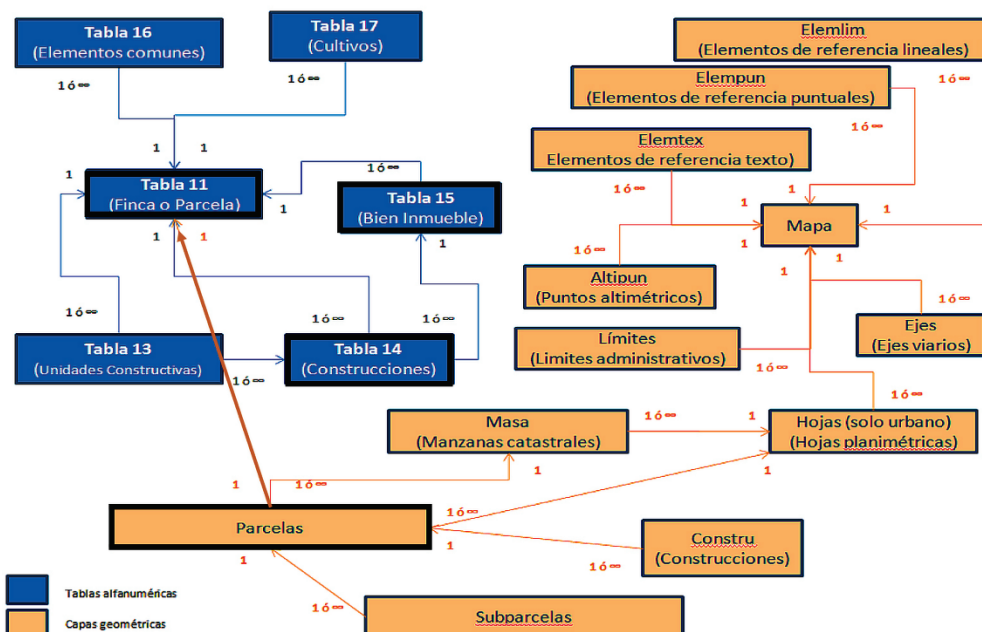 Tabla 16
(Elementos comunes)
Tabla 17
(Cultivos)
Elemlim
(Elementos de referencia lineales)
1 ó ∞
1 ó ∞
1 ó ∞
Elempun
(Elementos de referencia puntuales)
1 ó ∞
Elemtex
Elementos de referencia texto)
1
1
1 ó ∞
1 ó ∞
1
Tabla 11
(Finca o Parcela)
1
Tabla 15
(Bien Inmueble)
1
1
1
Mapa
1
1
1
1
1
1 ó ∞
1
1
Altipun
(Puntos altimétricos)
1 ó ∞
1 ó ∞
1 ó ∞
1 ó ∞
Límites
(Limites administrativos)
Ejes
(Ejes viarios)
Tabla 13
(Unidades Constructivas)
1 ó ∞
1
Tabla 14
(Construcciones)
1 ó ∞
1 ó ∞
Masa
(Manzanas catastrales)
1 ó ∞
1
Hojas (solo urbano)
(Hojas planimétricas)
1
1 ó ∞
1
1
Parcelas
1 ó ∞
1
1
Constru
(Construcciones)
1 ó ∞
1 ó ∞
Subparcelas
Tablas alfanuméricas
Capas geométricas